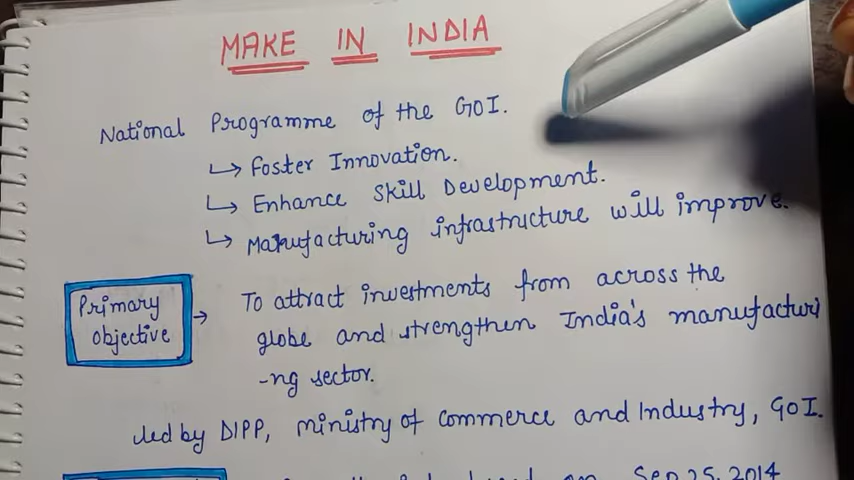 MAKE IN INDIA
National Programme of the GOI.
↳ Foster Innovation.
↳ Enhance Skill Development.
↳ Manufacturing infrastructure will improve.
Primary objective → To attract investments from across the
globe and strengthen India's manufacturi
-ng sector.
Led by DIPP, Ministry of Commerce and Industry, GOI.
on Sep 25, 2014